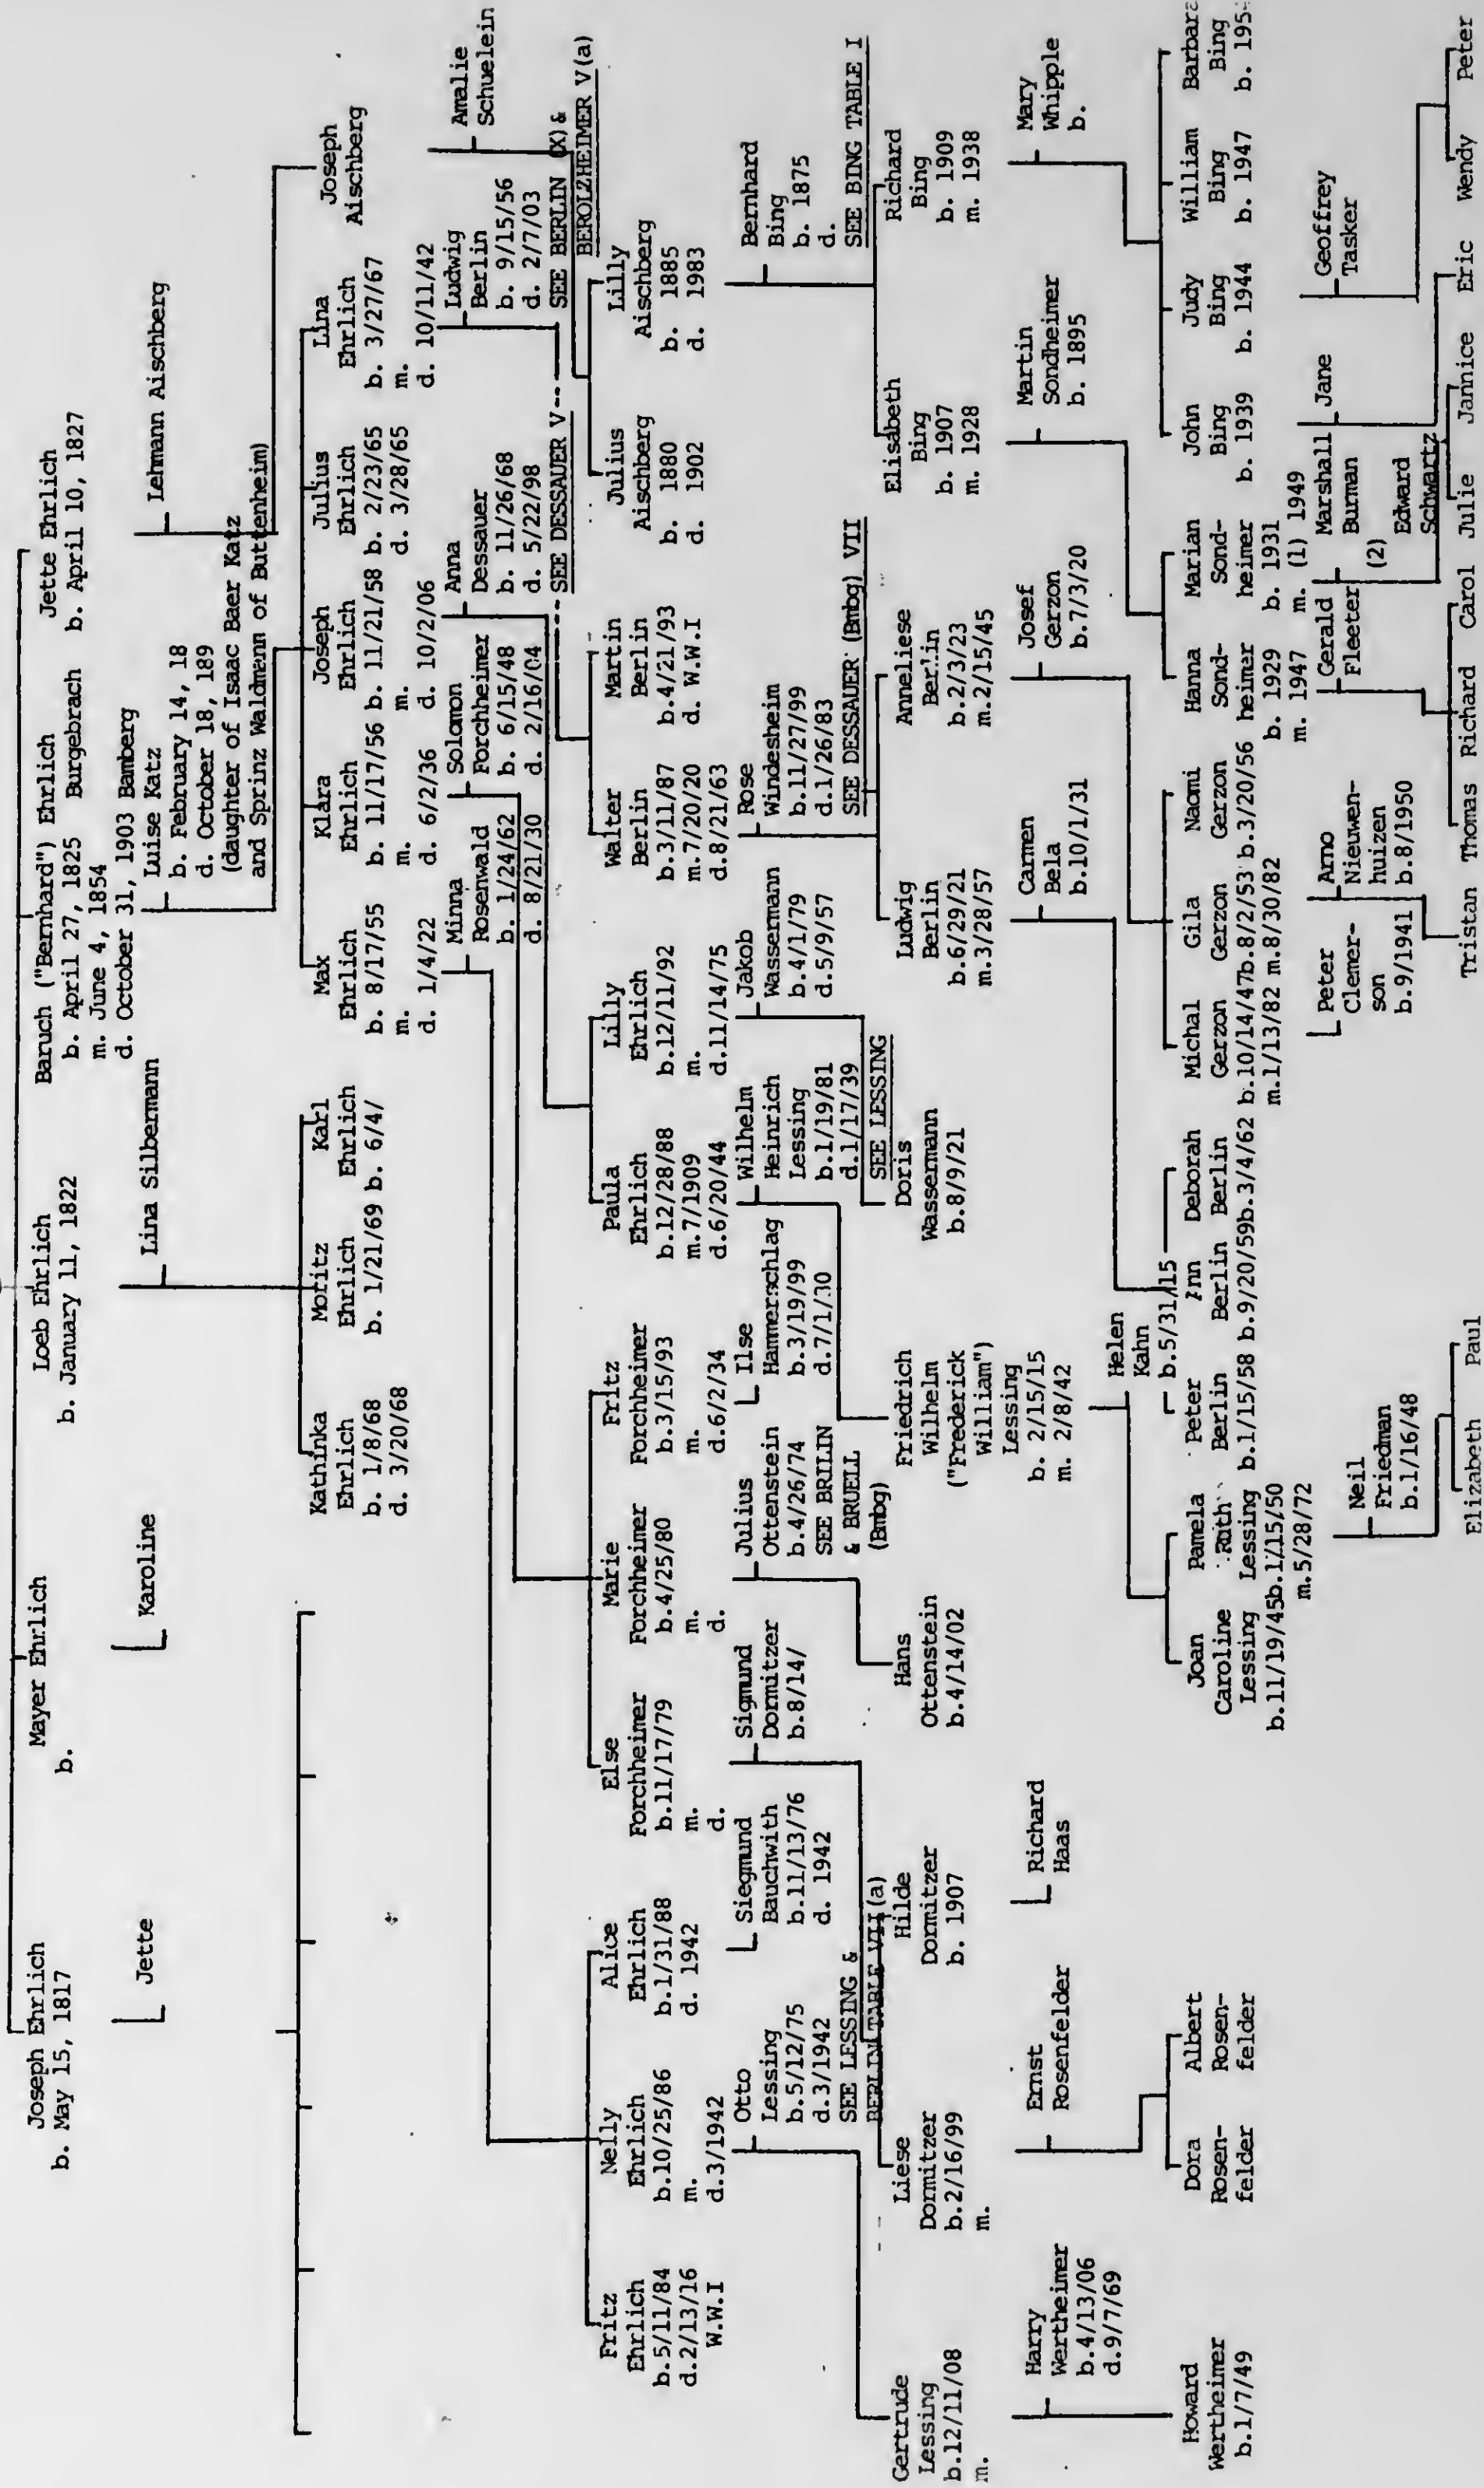 Joseph Ehrlich
b. May 15, 1817
Mayer Ehrlich
b.
Loeb Ehrlich
b. January 11, 1822
Baruch ("Bernhard") Ehrlich
b. April 27, 1825 Burgebrach
m. June 4, 1854
d. October 31, 1903 Bamberg
Jette Ehrlich
b. April 10, 1827
Jette
Karoline
Lina Silbermann
Luise Katz
b. February 14, 18
d. October 18, 189
(daughter of Isaac Baer Katz
and Sprinz Waldmann of Buttenheim)
Lehmann Aischberg
Kathinka
Ehrlich
b. 1/8/68
d. 3/20/68
Moritz
Ehrlich
b. 1/21/69
Karl
Ehrlich
b. 6/4/
Max
Ehrlich
b. 8/17/55
m.
d. 1/4/22
Klara
Ehrlich
b. 11/17/56
m.
d. 6/2/36
Joseph
Ehrlich
b. 11/21/58
m.
d. 10/2/06
Julius
Ehrlich
b. 2/23/65
d. 3/28/65
Lina
Ehrlich
b. 3/27/67
m.
d. 10/11/42
Joseph
Aischberg
Minna
Rosenwald
b. 1/24/62
d. 8/21/30
Solomon
Forchheimer
b. 6/15/48
d. 2/16/04
Anna
Dessauer
b. 11/26/68
d. 5/22/98
SEE DESSAUER V
Ludwig
Berlin
b. 9/15/56
d. 2/7/03
SEE BERLIN (X) &
BEROLZHEIMER V(a)
Amalie
Schuelein
Fritz
Ehrlich
b.5/11/84
d.2/13/16
W.W.I
Nelly
Ehrlich
b.10/25/86
m.
d.3/1942
Alice
Ehrlich
b.1/31/88
d. 1942
Else
Forchheimer
b.11/17/79
m.
d.
Marie
Forchheimer
b.4/25/80
m.
d.
Fritz
Forchheimer
b.3/15/93
m.
d.6/2/34
Paula
Ehrlich
b.12/28/88
m.7/1909
d.6/20/44
Lilly
Ehrlich
b.12/11/92
m.
d.11/14/75
Walter
Berlin
b.3/11/87
m.7/20/20
d.8/21/63
Martin
Berlin
b.4/21/93
d. W.W.I
Julius
Aischberg
b. 1880
d. 1902
Lilly
Aischberg
b. 1885
d. 1983
Otto
Lessing
b.5/12/75
d.3/1942
SEE LESSING &
BERLIN TABLE VII(a)
Siegmund
Bauchwith
b.11/13/76
d. 1942
Sigmund
Dormitzer
b.8/14/
Julius
Ottenstein
b.4/26/74
SEE BRILIN
& BRUELL
(Bmbg)
Ilse
Hammerschlag
b.3/19/99
d.7/1/30
Wilhelm
Heinrich
Lessing
b.1/19/81
d.1/17/39
SEE LESSING
Jakob
Wassermann
b.4/1/79
d.5/9/57
Rose
Windesheim
b.11/27/99
d.1/26/83
SEE DESSAUER (Bmbg) VII
Bernhard
Bing
b. 1875
d.
SEE BING TABLE I
Gertrude
Lessing
b.12/11/08
m.
Liese
Dormitzer
b.2/16/99
m.
Hilde
Dormitzer
b. 1907
Hans
Ottenstein
b.4/14/02
Friedrich
Wilhelm
("Frederick
William")
Lessing
b. 2/15/15
m. 2/8/42
Doris
Wassermann
b.8/9/21
Ludwig
Berlin
b.6/29/21
m.3/28/57
Anneliese
Berlin
b.2/3/23
m.2/15/45
Elisabeth
Bing
b. 1907
m. 1928
Richard
Bing
b. 1909
m. 1938
Harry
Wertheimer
b.4/13/06
d.9/7/69
Ernst
Rosenfelder
Richard
Haas
Helen
Kahn
b.5/31/15
Carmen
Bela
b.10/1/31
Josef
Gerzon
b.7/3/20
Martin
Sondheimer
b. 1895
Mary
Whipple
b.
Howard
Wertheimer
b.1/7/49
Dora
Rosen-
felder
Albert
Rosen-
felder
Joan
Caroline
Lessing
b.11/19/45
Pamela
Ruth
Lessing
b.1/15/50
m.5/28/72
Peter
Berlin
b.1/15/58
Ann
Berlin
b.9/20/59
Deborah
Berlin
b.3/4/62
Michal
Gerzon
b.10/14/47
m.1/13/82
Gila
Gerzon
b.8/2/53
m.8/30/82
Naomi
Gerzon
b.3/20/56
Hanna
Sond-
heimer
b. 1929
m. 1947
Marian
Sond-
heimer
b. 1931
m. (1) 1949
John
Bing
b. 1939
Judy
Bing
b. 1944
William
Bing
b. 1947
Barbara
Bing
b. 195
Neil
Friedman
b.1/16/48
Peter
Clemer-
son
b.9/1941
Arno
Nieuwen-
huizen
b.8/1950
Gerald
Fleeter
Marshall
Burman
(2)
Edward
Schwartz
Jane
Geoffrey
Tasker
Elizabeth Paul
Tristan Thomas Richard Carol Julie Jannice Eric Wendy Peter